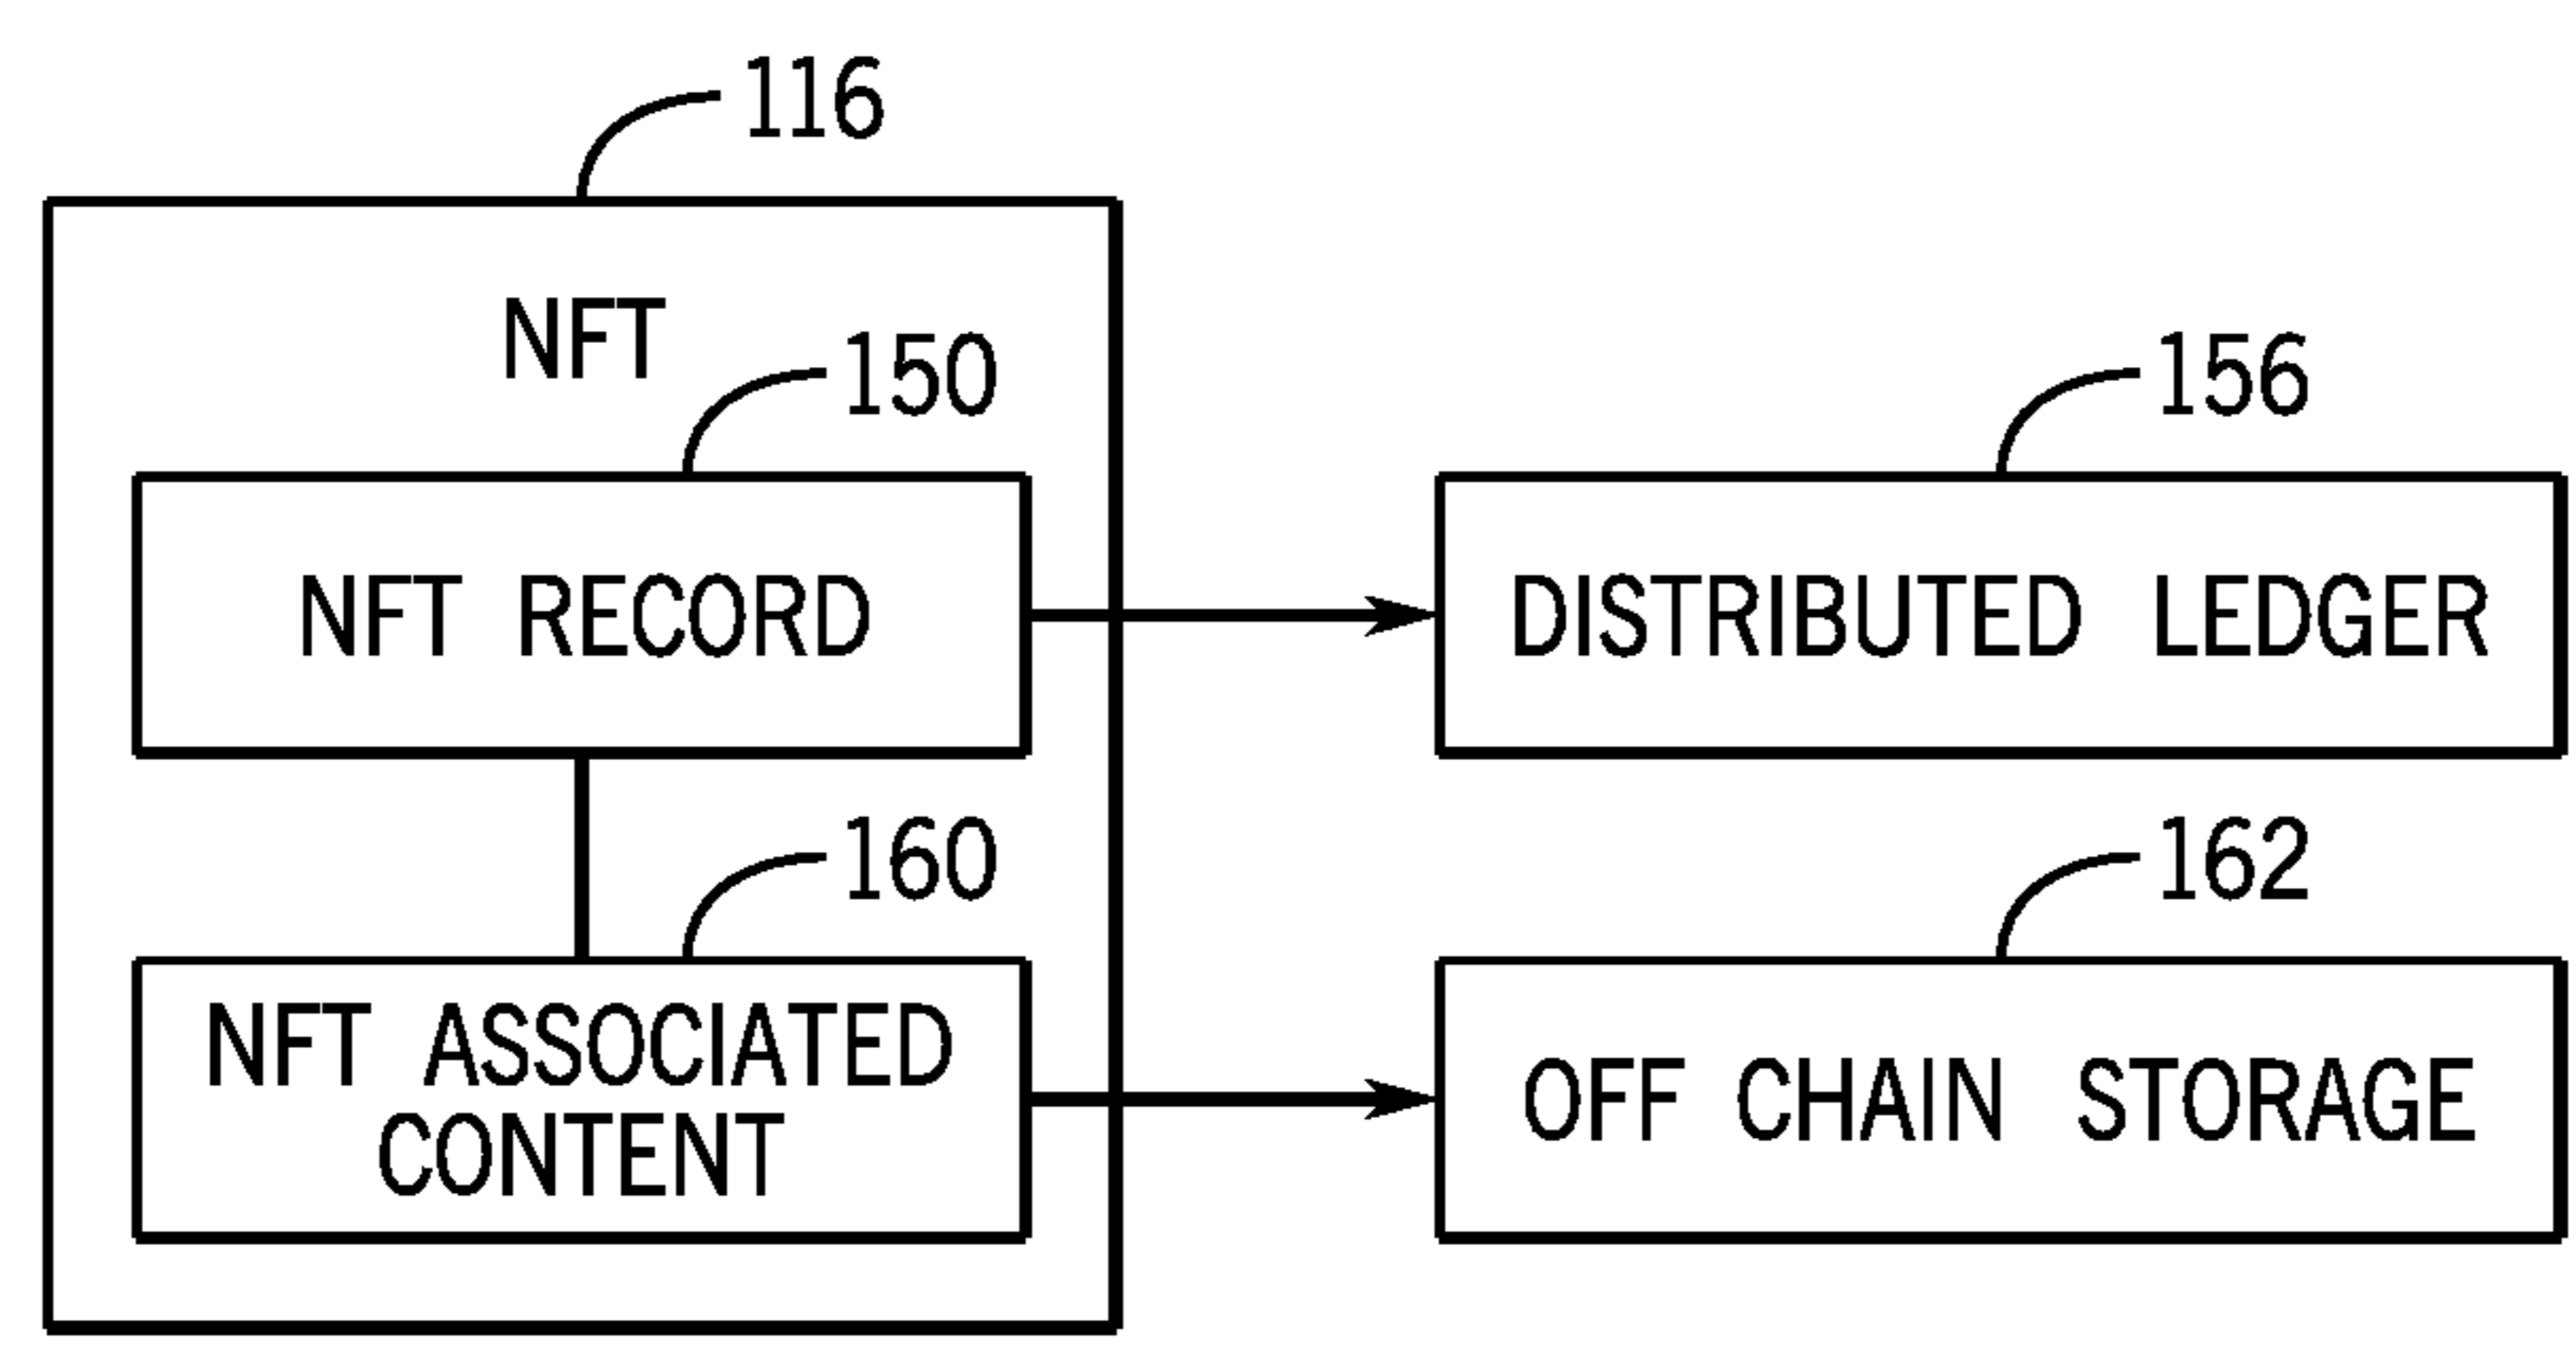 116
NFT
150
156
NFT RECORD
DISTRIBUTED LEDGER
160
162
NFT ASSOCIATED
CONTENT
OFF CHAIN STORAGE